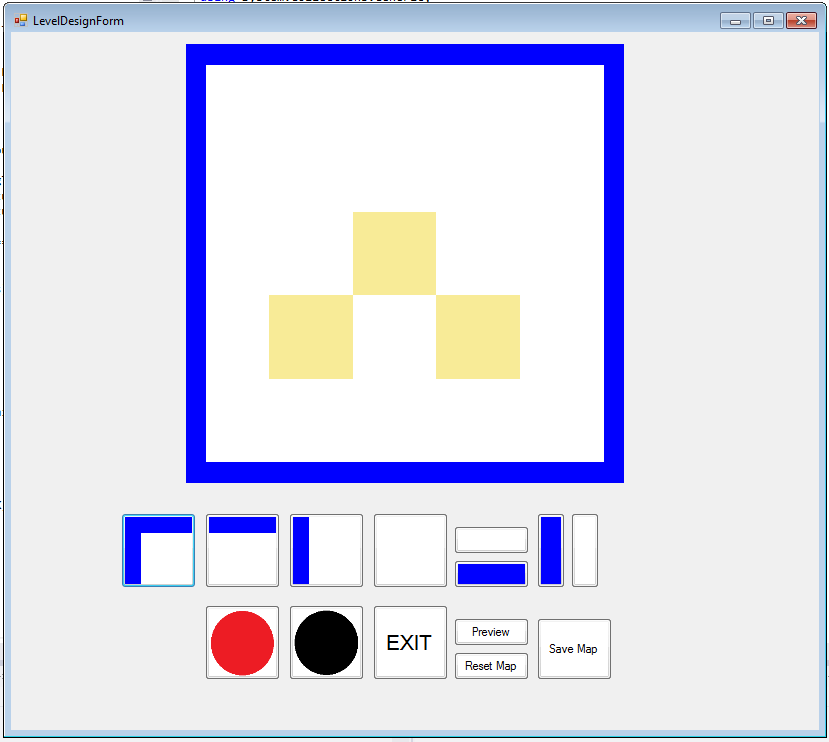 LevelDesignForm
EXIT
Preview
Reset Map
Save Map